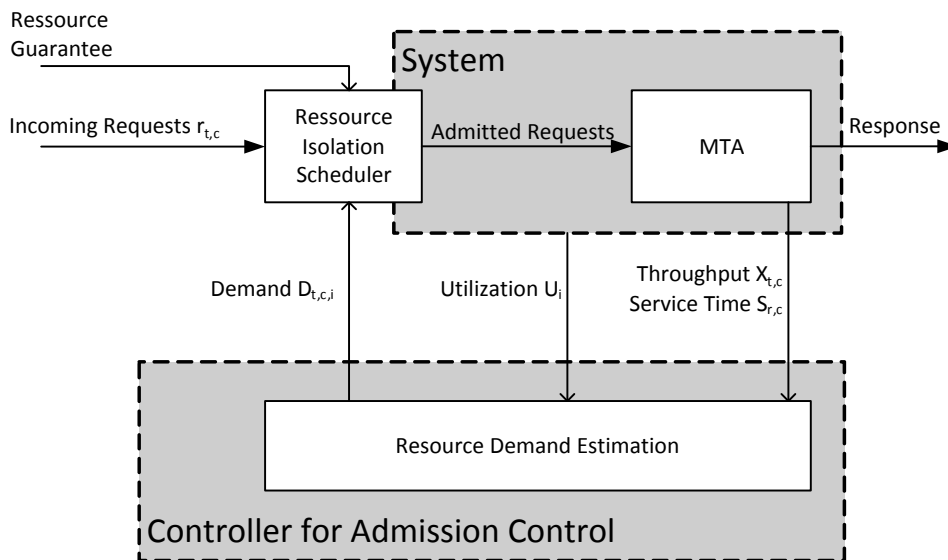 Ressource
Guarantee
System
Incoming Requests r_{t,c}
Ressource
Isolation
Scheduler
Admitted Requests
MTA
Response
Demand D_{t,c,i}
Utilization U_i
Throughput X_{t,c}
Service Time S_{r,c}
Resource Demand Estimation
Controller for Admission Control